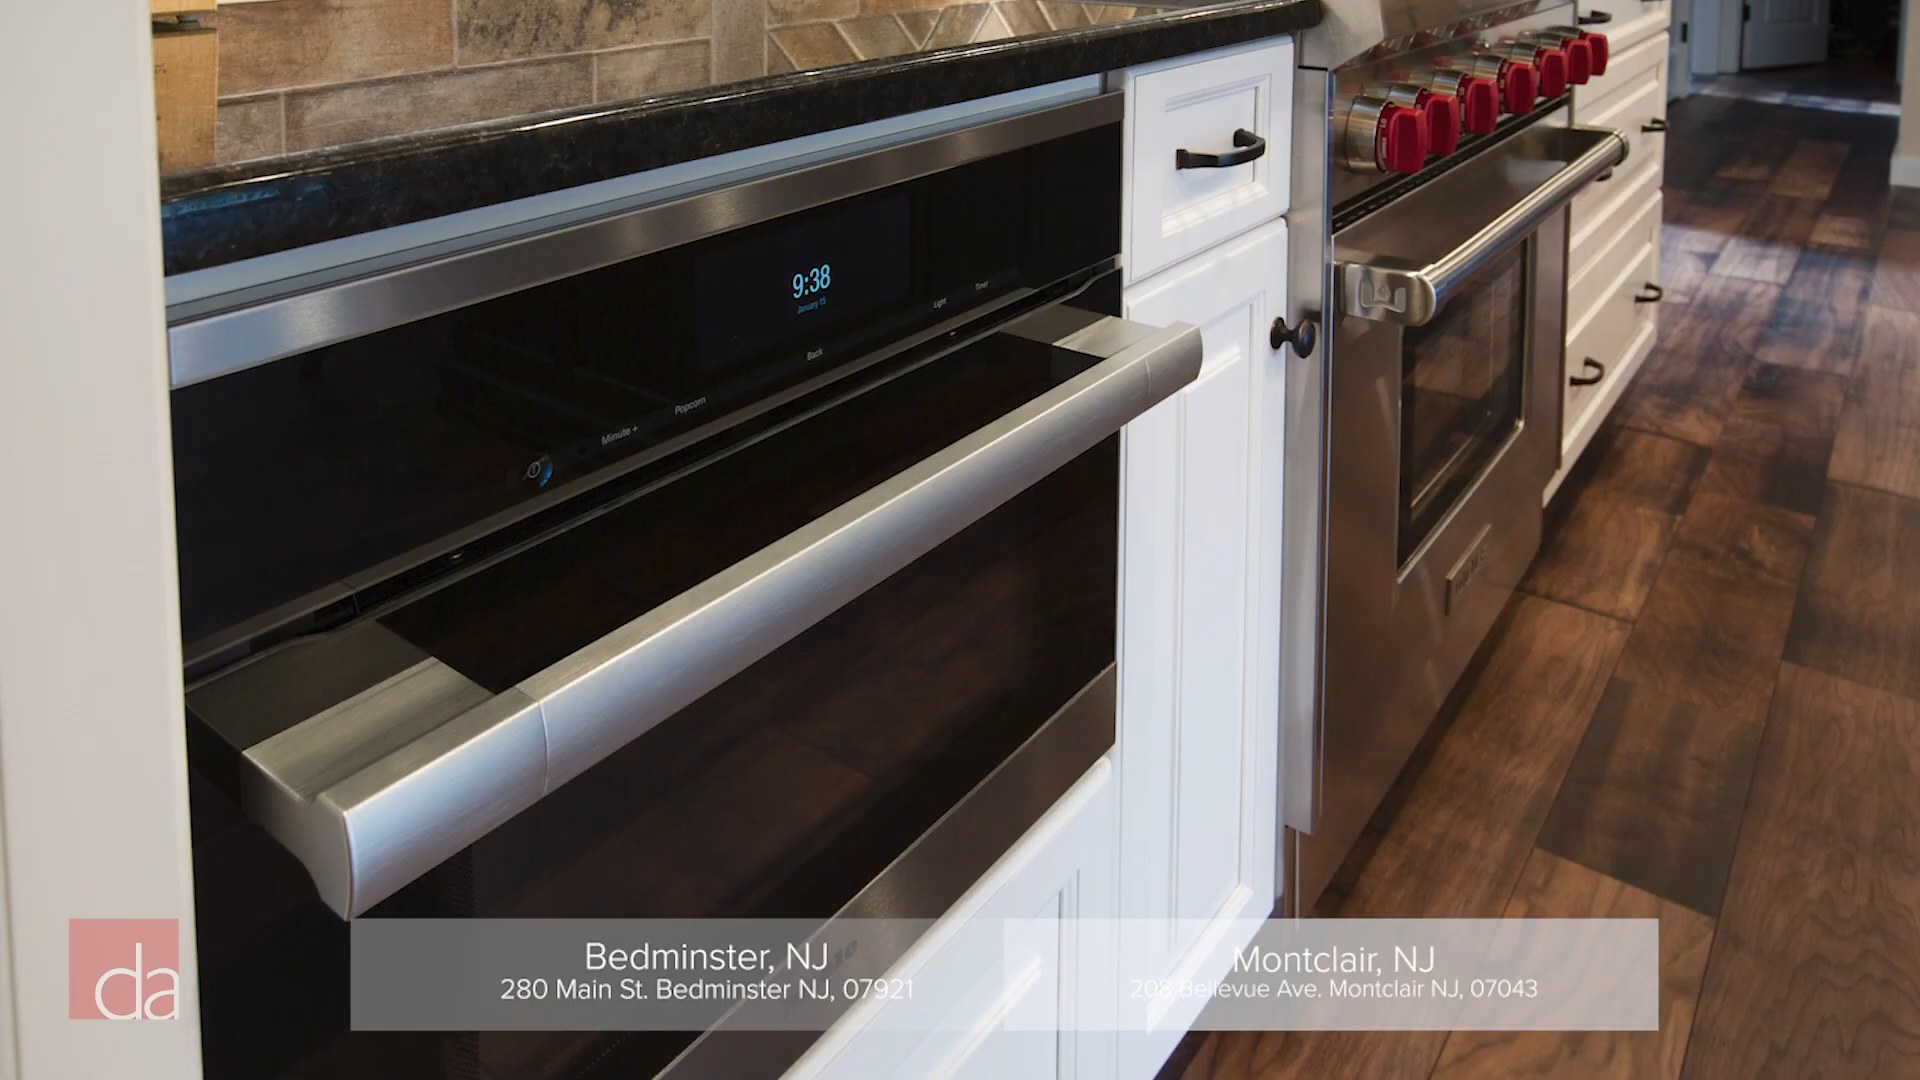 9:38
January 15
Light
Timer
Back
Popcorn
Minute +
da
Bedminster, NJ
280 Main St. Bedminster NJ, 07921
Montclair, NJ
208 Bellevue Ave. Montclair NJ, 07043